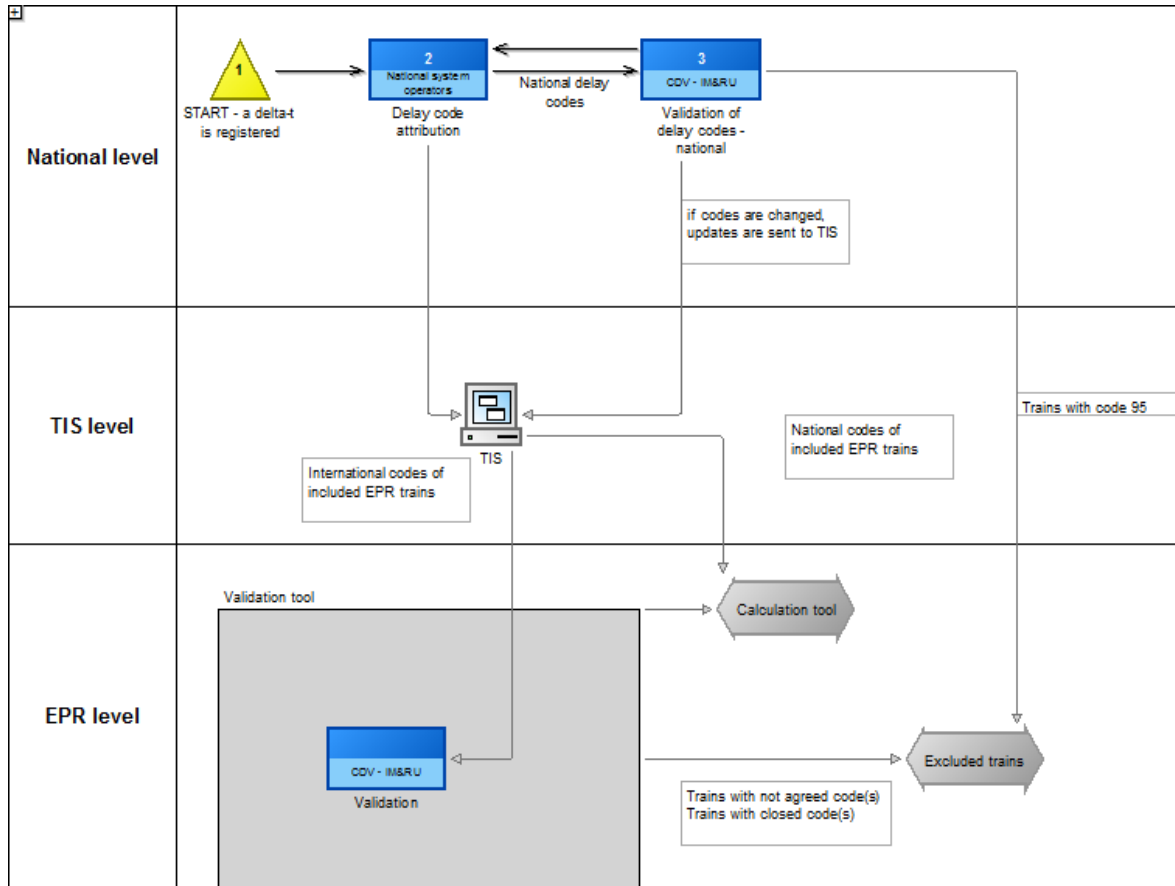 1
START - a delta-t
is registered
2
National system
operators
Delay code
attribution
National delay
codes
3
CDV - IM&RU
Validation of
delay codes -
national
National level
if codes are changed,
updates are sent to TIS
TIS level
TIS
International codes of
included EPR trains
National codes of
included EPR trains
Trains with code 95
EPR level
Validation tool
Calculation tool
CDV - IM&RU
Validation
Excluded trains
Trains with not agreed code(s)
Trains with closed code(s)